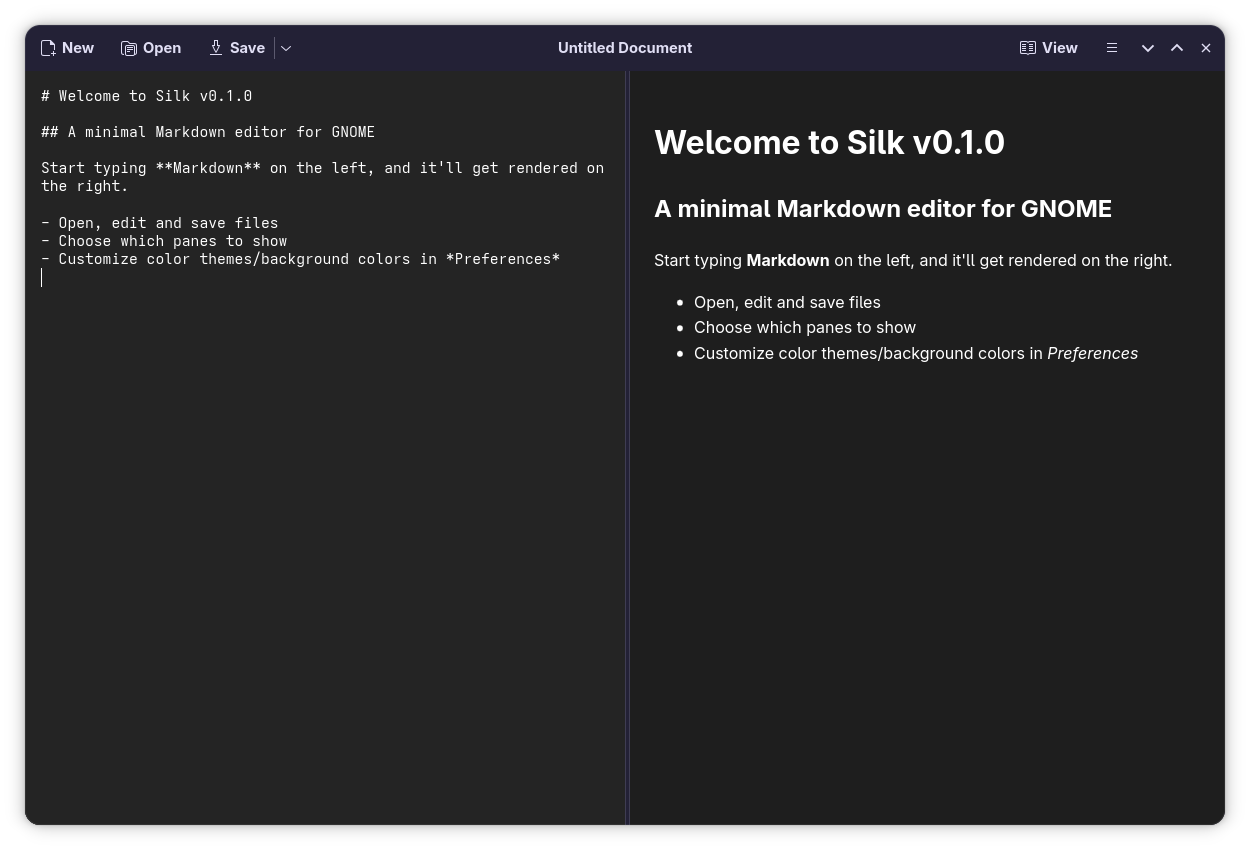 New Open Save Untitled Document View
# Welcome to Silk v0.1.0
## A minimal Markdown editor for GNOME
Start typing **Markdown** on the left, and it'll get rendered on
the right.
- Open, edit and save files
- Choose which panes to show
- Customize color themes/background colors in *Preferences*
Welcome to Silk v0.1.0
A minimal Markdown editor for GNOME
Start typing Markdown on the left, and it'll get rendered on the right.
• Open, edit and save files
• Choose which panes to show
• Customize color themes/background colors in Preferences